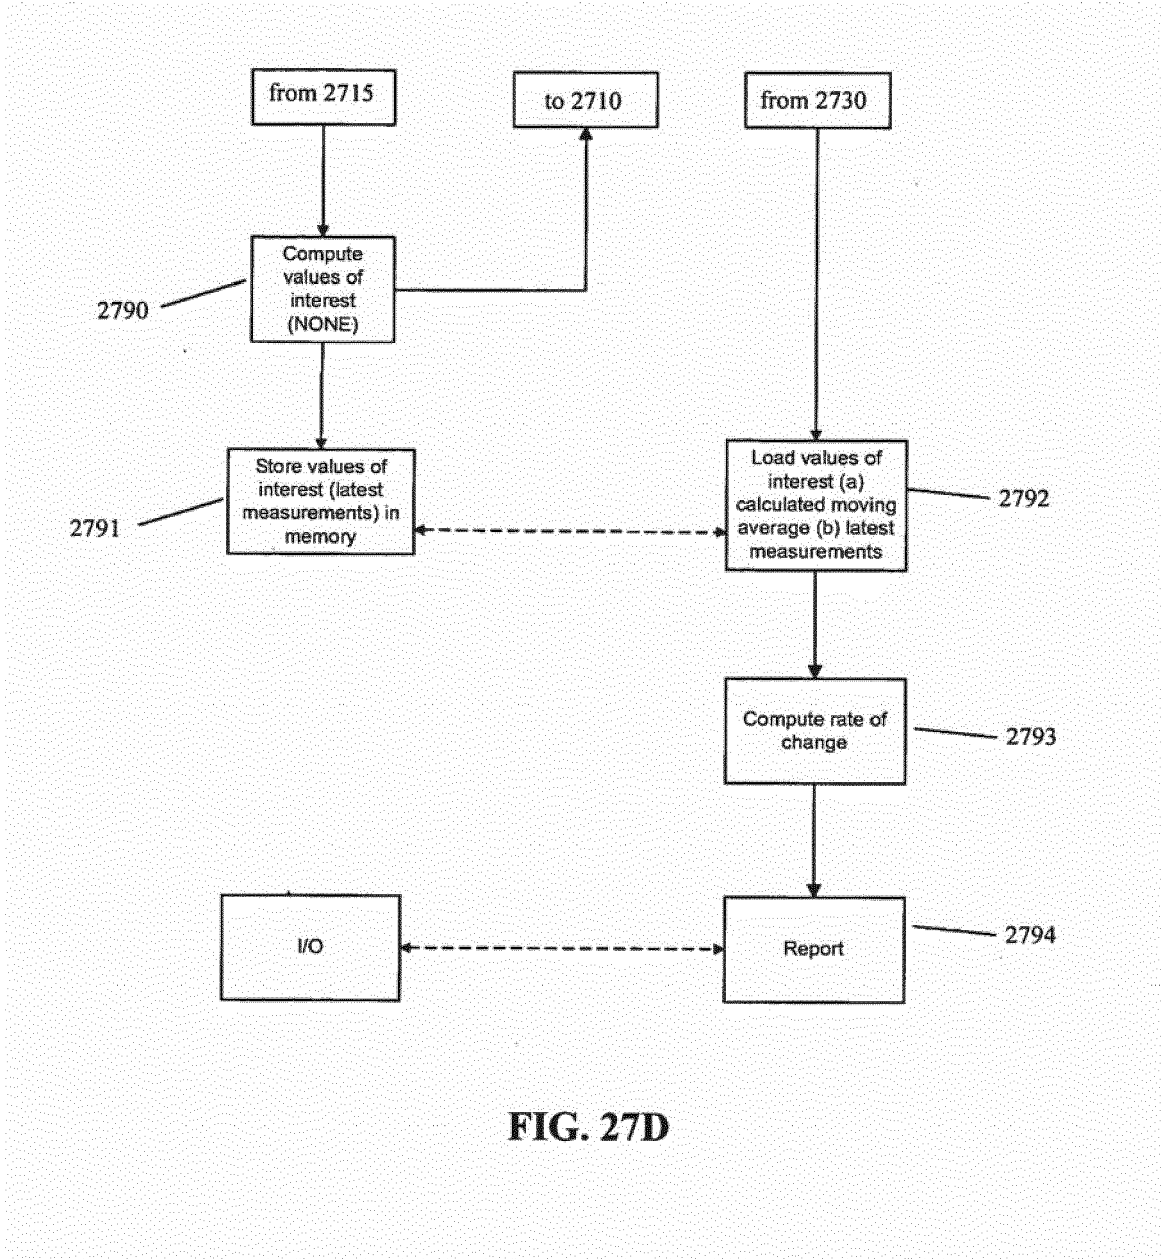 from 2715
to 2710
from 2730
Compute
values of
interest
(NONE)
2790
Store values of
interest (latest
measurements) in
memory
2791
Load values of
interest (a)
calculated moving
average (b) latest
measurements
2792
Compute rate of
change
2793
I/O
Report
2794
FIG. 27D